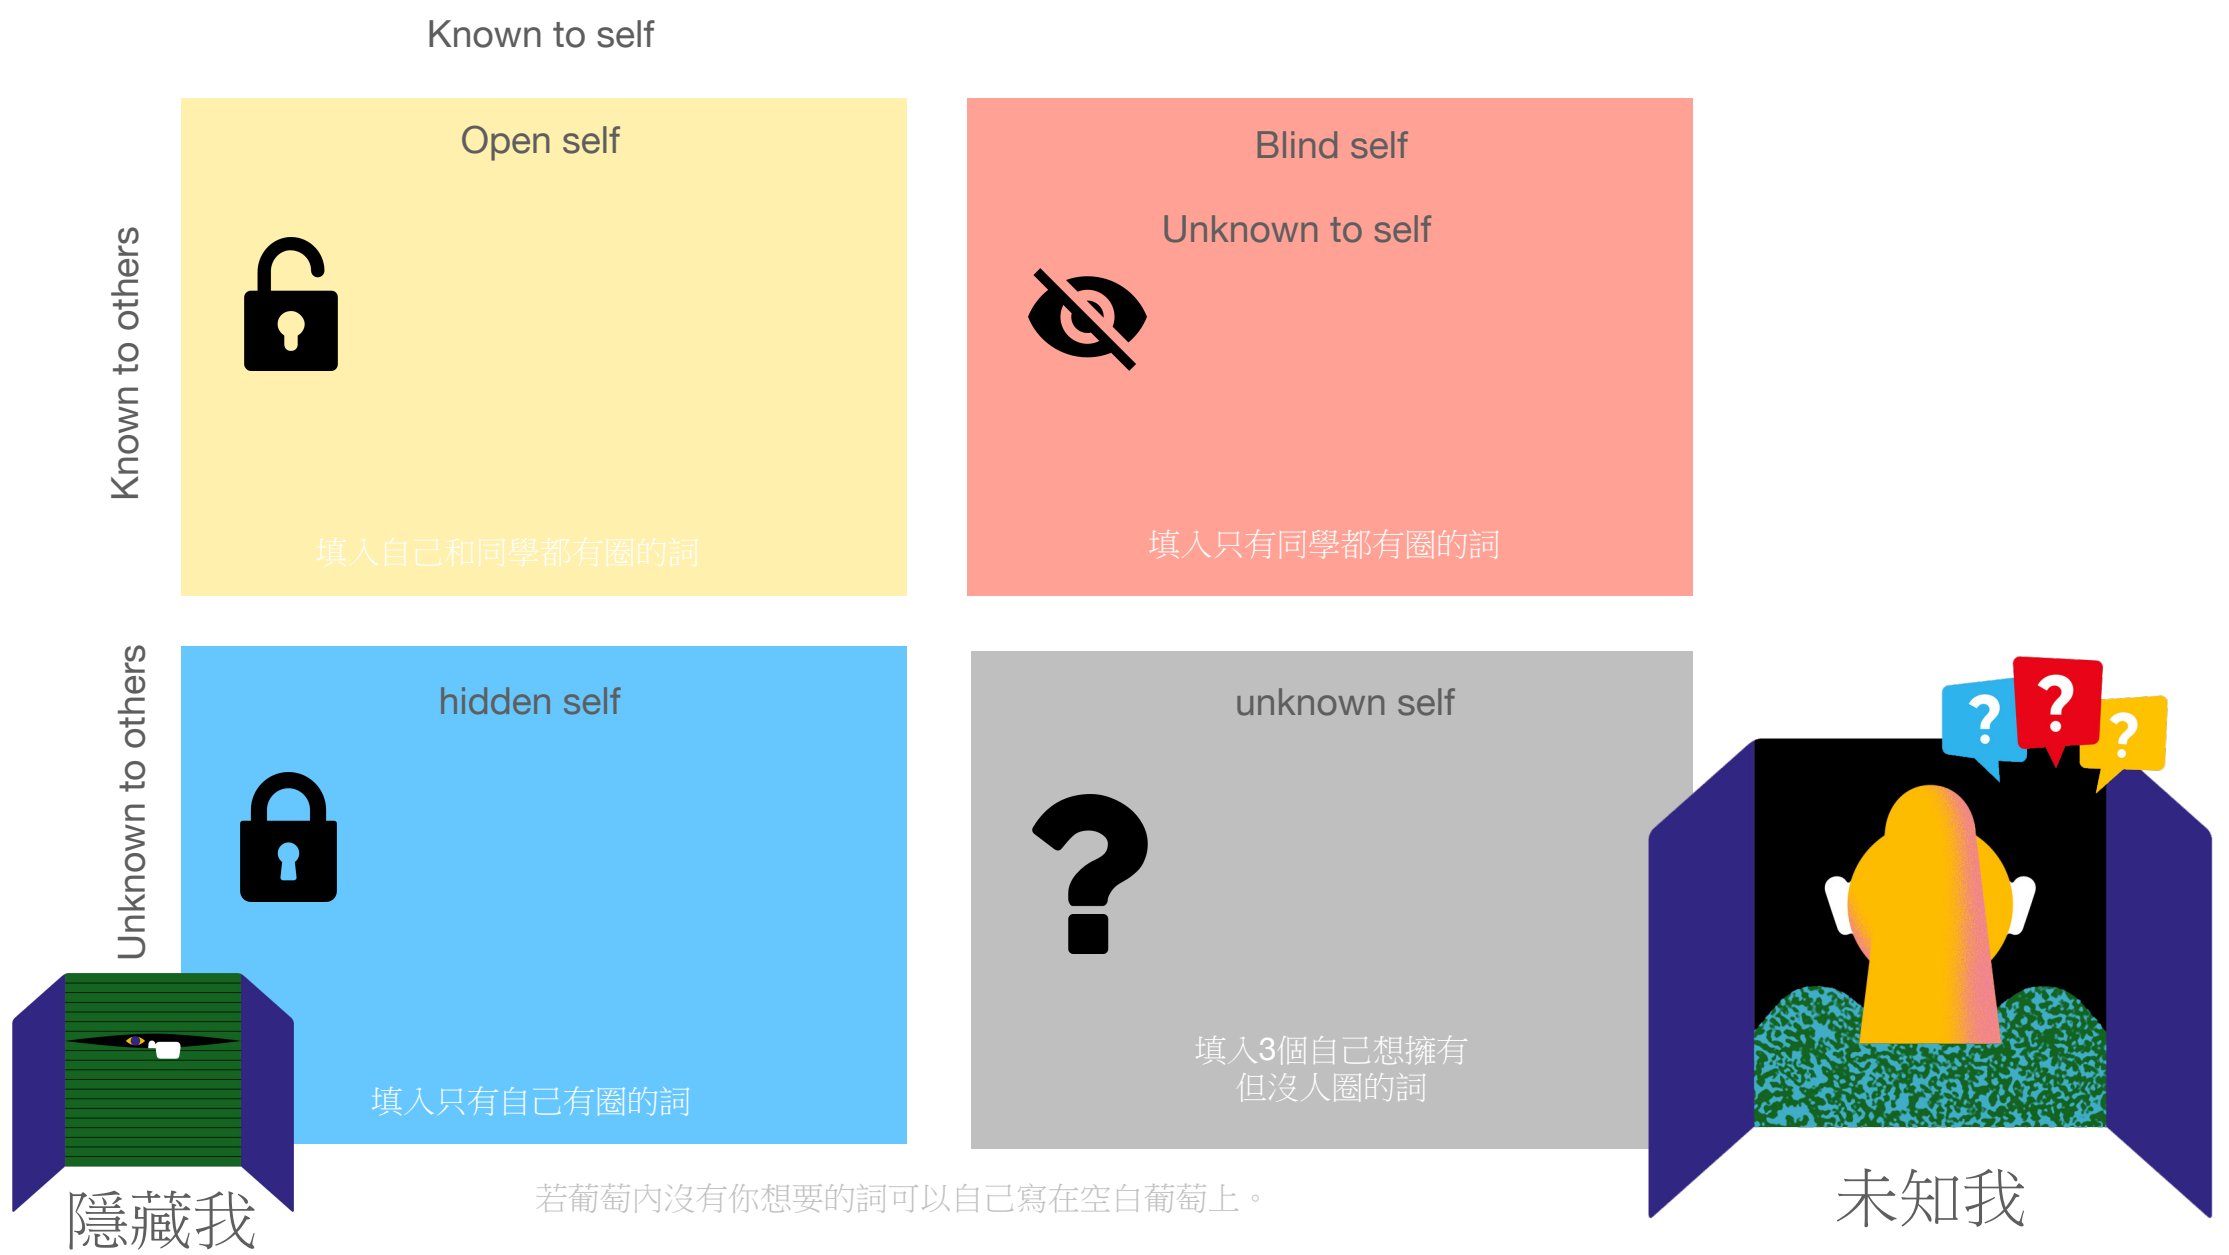 Known to self
Open self
Blind self
Unknown to self
Known to others
填入自己和同學都有圈的詞
填入只有同學都有圈的詞
Unknown to others
hidden self
unknown self
填入3個自己想擁有
但沒人圈的詞
填入只有自己有圈的詞
若葡萄內沒有你想要的詞可以自己寫在空白葡萄上。
隱藏我
未知我